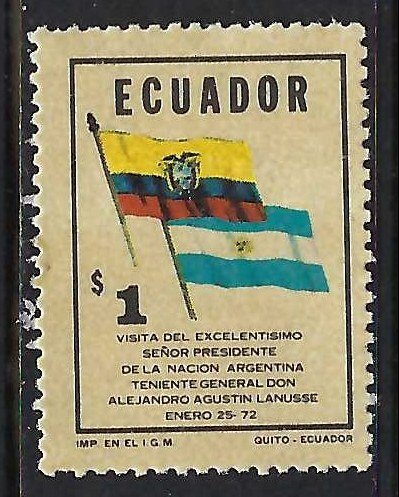 ECUADOR
$1
VISITA DEL EXCELENTISIMO
SEÑOR PRESIDENTE
DE LA NACION ARGENTINA
TENIENTE GENERAL DON
ALEJANDRO AGUSTIN LANUSSE
ENERO 25-72
IMP. EN EL I.G.M. QUITO - ECUADOR